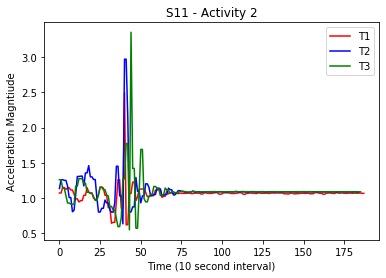 S11 - Activity 2
T1
T2
T3
Acceleration Magntiude
3.0
2.5
2.0
1.5
1.0
0.5
0 25 50 75 100 125 150 175
Time (10 second interval)